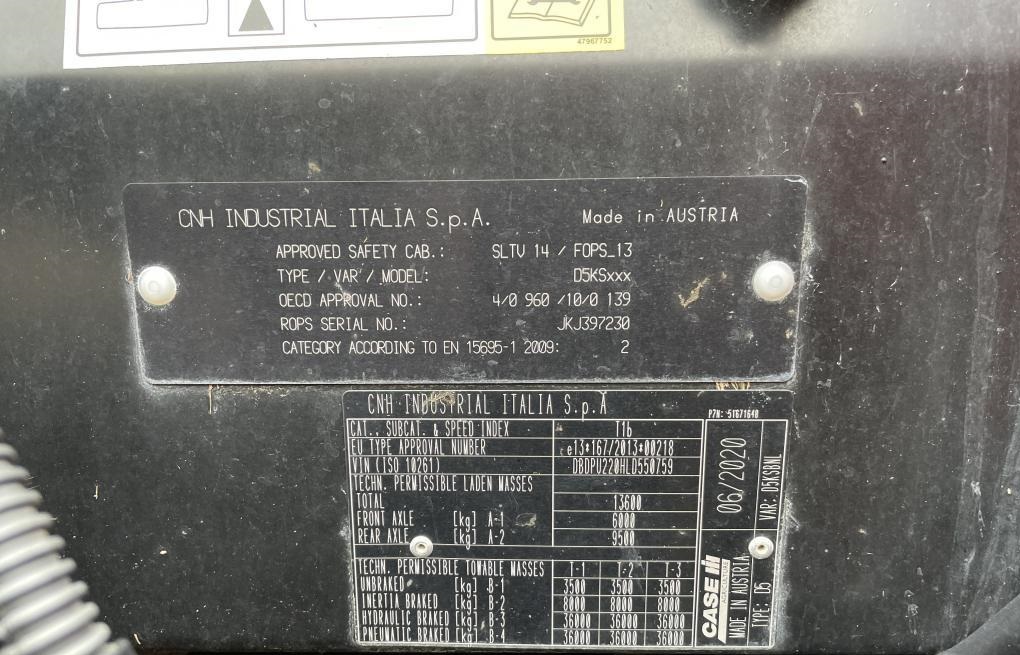 47967752
CNH INDUSTRIAL ITALIA S.p.A.
Made in AUSTRIA
APPROVED SAFETY CAB.: SLTV 14 / FOPS_13
TYPE / VAR / MODEL: D5KSxxx
OECD APPROVAL NO.: 4/0 960 /10/0 139
ROPS SERIAL NO.: JKJ397230
CATEGORY ACCORDING TO EN 15695-1 2009: 2
CNH INDUSTRIAL ITALIA S.p.A
P/N: 51671640
CAT., SUBCAT. & SPEED INDEX T1b
EU TYPE APPROVAL NUMBER e13*167/2013*00218
VIN (ISO 10261) DBDPU220HLD550759
TECHN. PERMISSIBLE LADEN MASSES
TOTAL 13600
FRONT AXLE [kg] A-1 6000
REAR AXLE [kg] A-2 9500
TECHN. PERMISSIBLE TOWABLE MASSES T-1 T-2 T-3
UNBRAKED [kg] B-1 3500 3500 3500
INERTIA BRAKED [kg] B-2 8000 8000 8000
HYDRAULIC BRAKED [kg] B-3 36000 36000 36000
PNEUMATIC BRAKED [kg] B-4 36000 36000 36000
06/2020
VAR: D5KSBNL
CASE III
MADE IN AUSTRIA
TYPE: D5